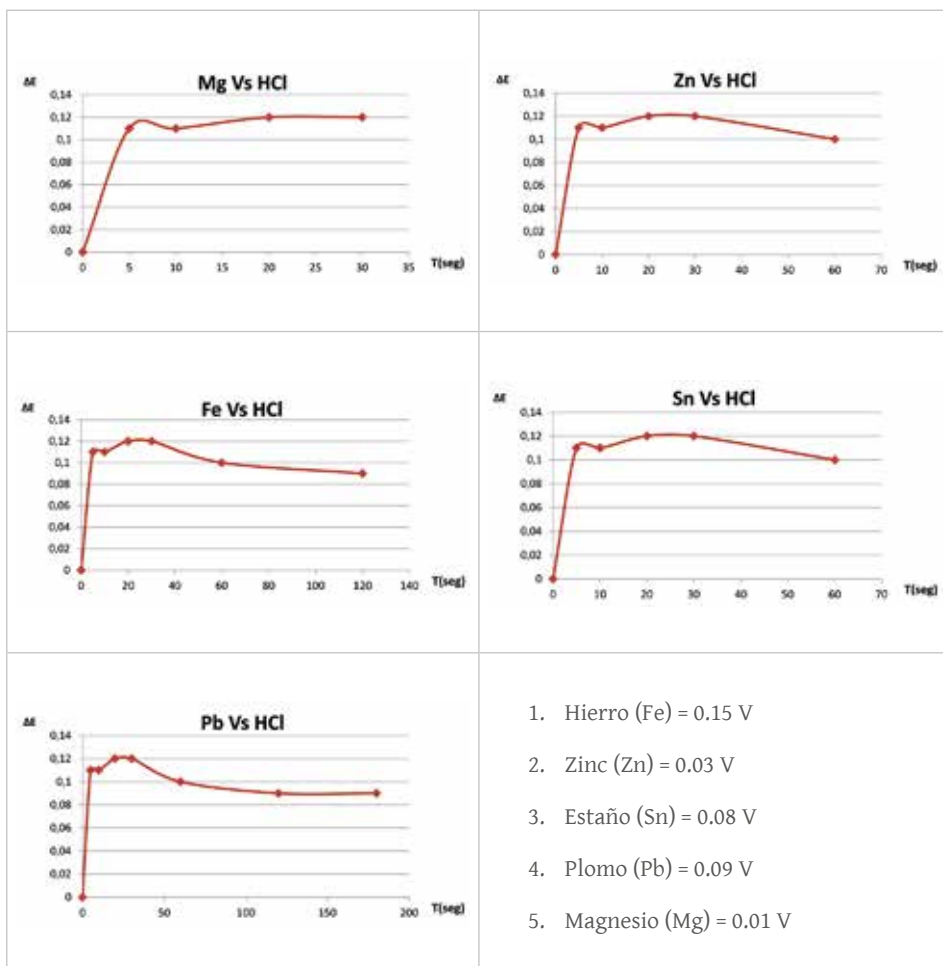 Mg Vs HCl
ΔE
0,14
0,12
0,1
0,08
0,06
0,04
0,02
0
0 5 10 15 20 25 30 35 T(seg)
Zn Vs HCl
ΔE
0,14
0,12
0,1
0,08
0,06
0,04
0,02
0
0 10 20 30 40 50 60 70 T(seg)
Fe Vs HCl
ΔE
0,14
0,12
0,1
0,08
0,06
0,04
0,02
0
0 20 40 60 80 100 120 140 T(seg)
Sn Vs HCl
ΔE
0,14
0,12
0,1
0,08
0,06
0,04
0,02
0
0 10 20 30 40 50 60 70 T(seg)
Pb Vs HCl
ΔE
0,14
0,12
0,1
0,08
0,06
0,04
0,02
0
0 50 100 150 200 T(seg)
1. Hierro (Fe) = 0.15 V
2. Zinc (Zn) = 0.03 V
3. Estaño (Sn) = 0.08 V
4. Plomo (Pb) = 0.09 V
5. Magnesio (Mg) = 0.01 V